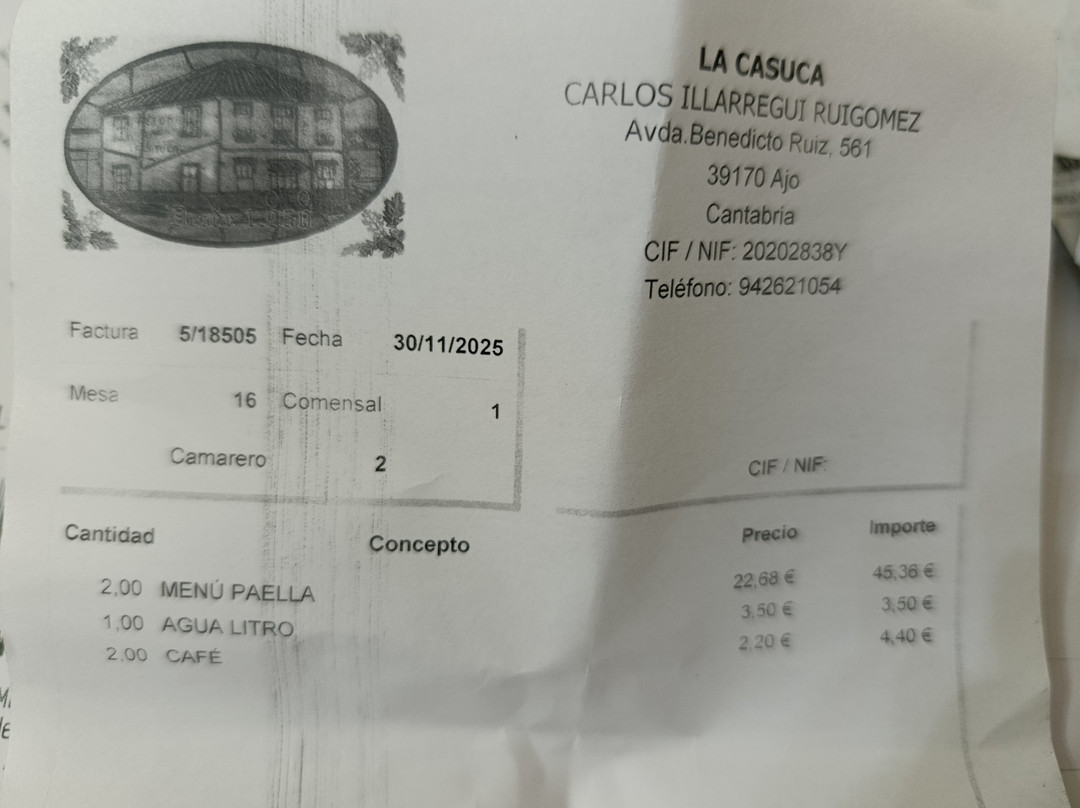 LA CASUCA
CARLOS ILLARREGUI RUIGOMEZ
Avda.Benedicto Ruiz, 561
39170 Ajo
Cantabria
CIF / NIF: 20202838Y
Teléfono: 942621054
Factura 5/18505 Fecha 30/11/2025
Mesa 16 Comensal 1
Camarero 2
CIF / NIF:
Cantidad Concepto Precio Importe
2,00 MENÚ PAELLA 22,68 € 45,36 €
1,00 AGUA LITRO 3,50 € 3,50 €
2,00 CAFÉ 2,20 € 4,40 €